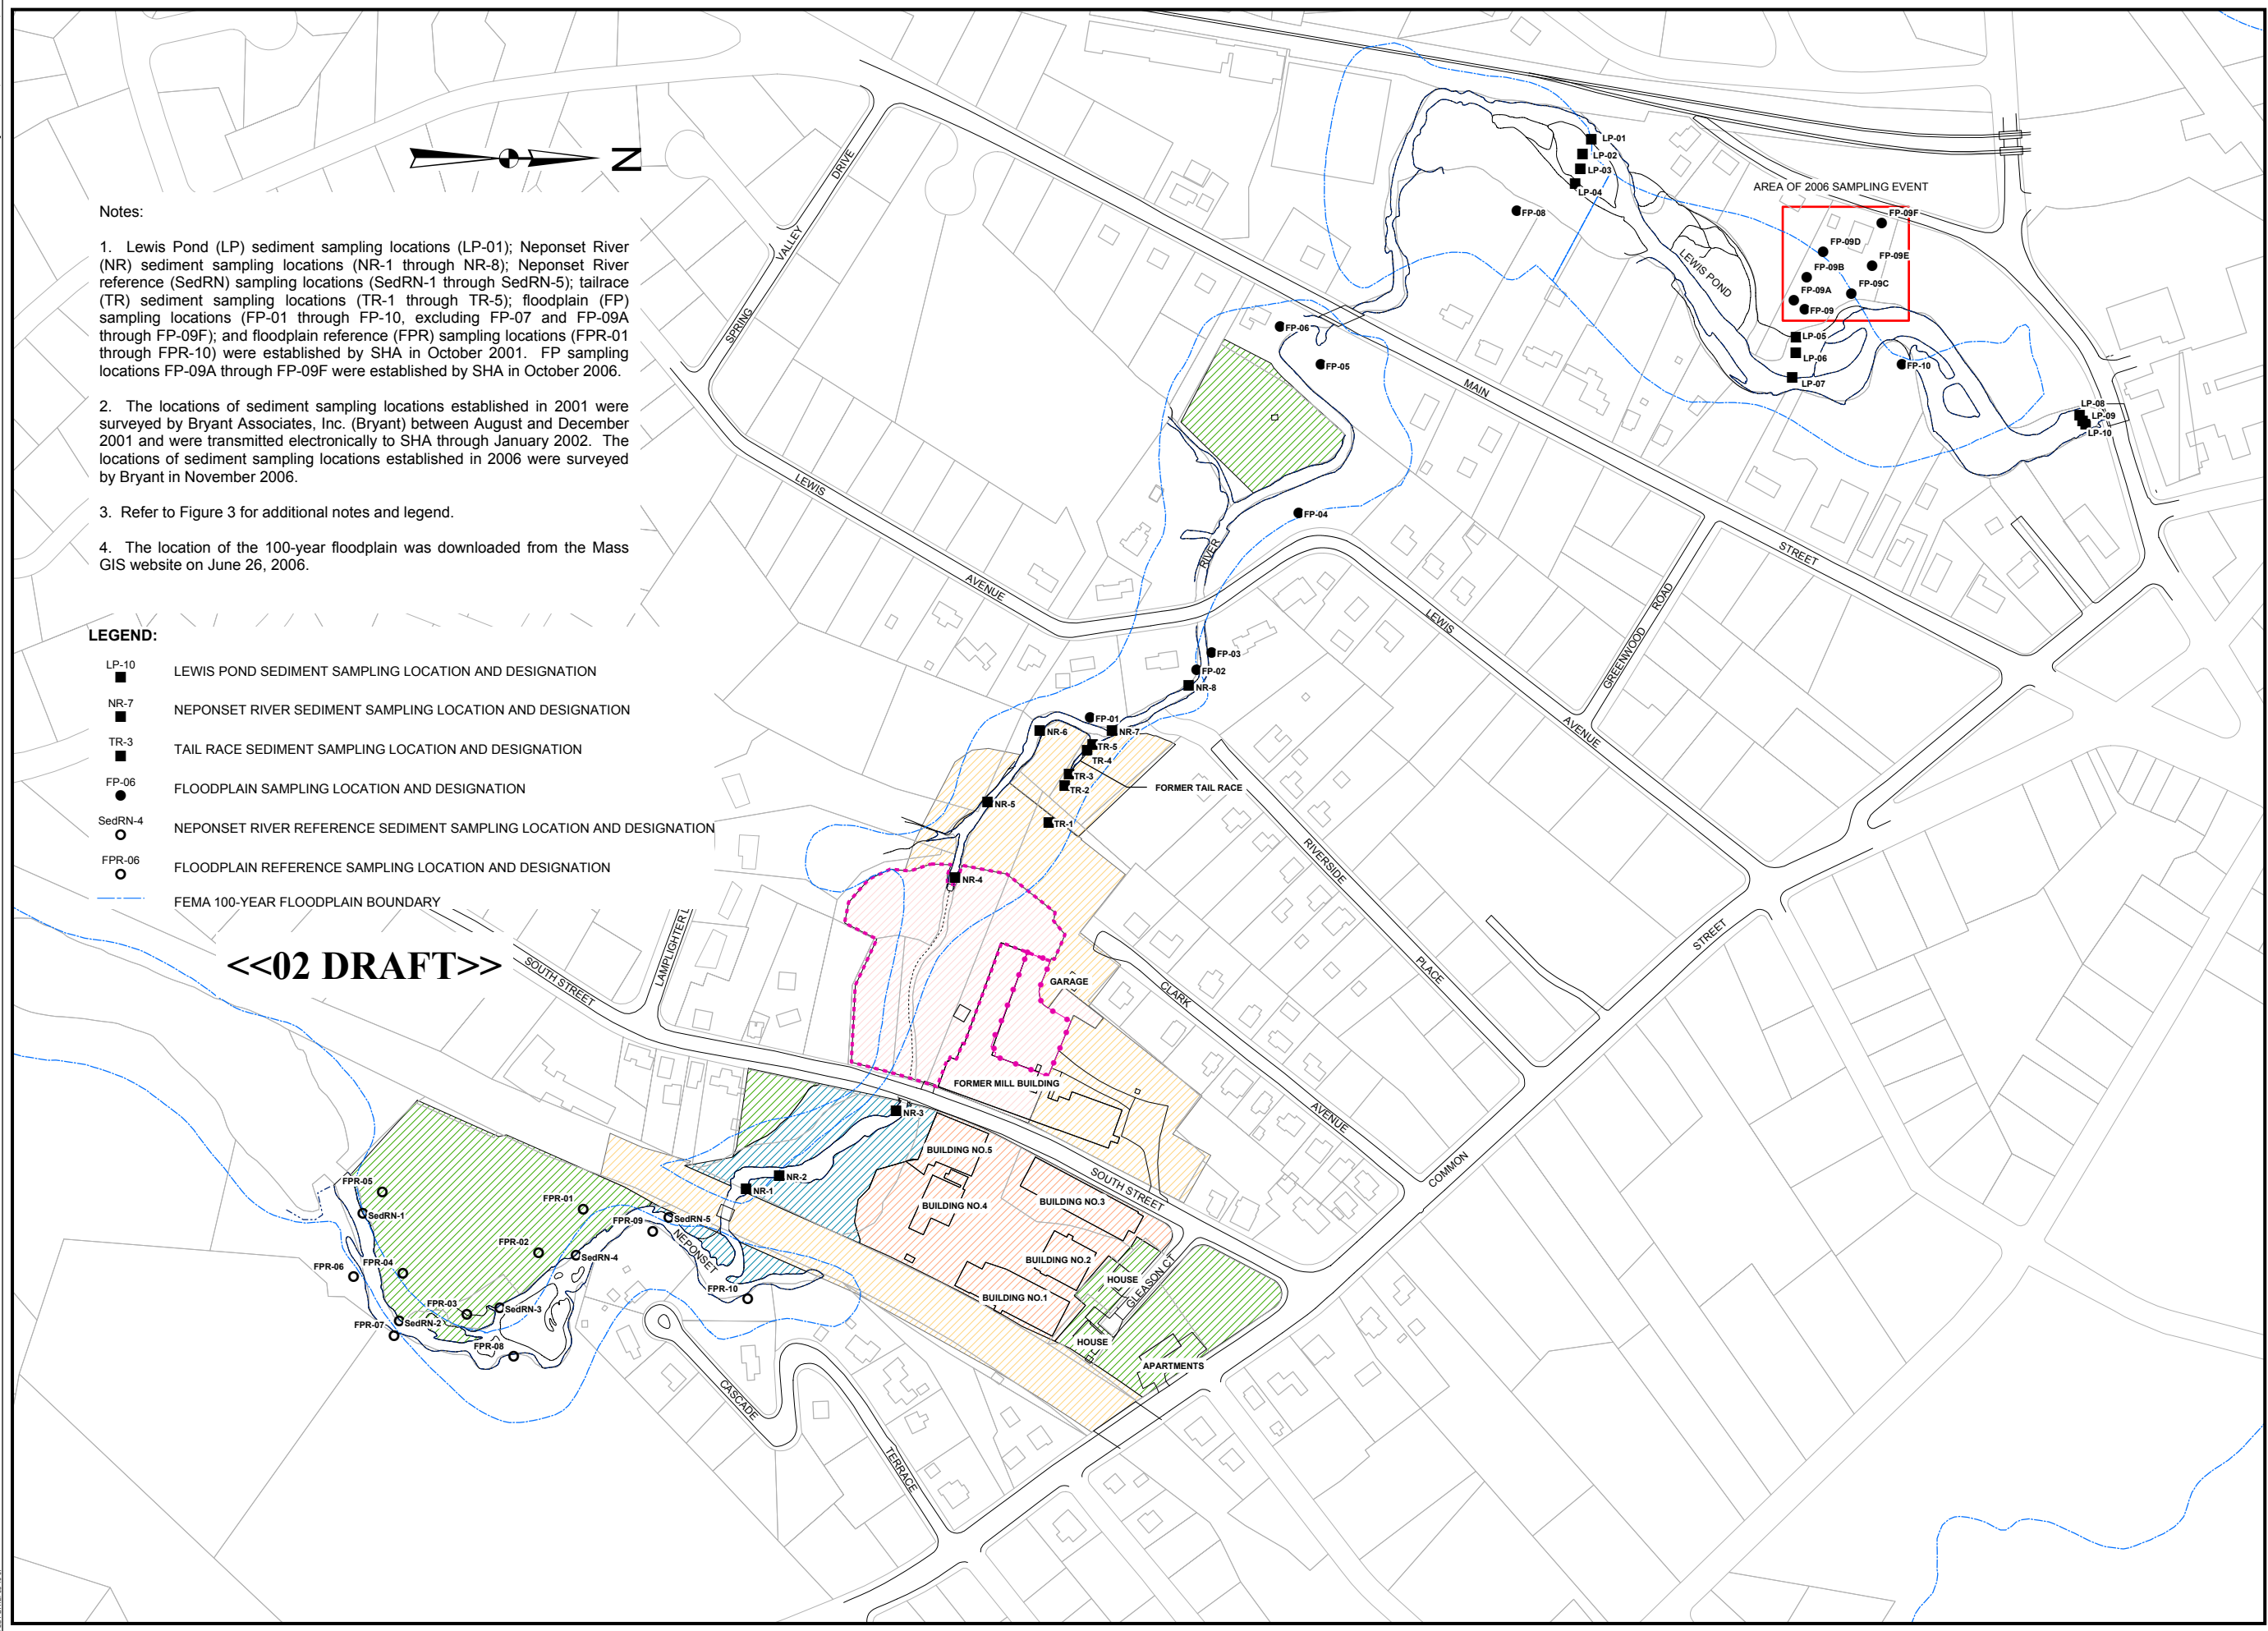 N
Notes:
1. Lewis Pond (LP) sediment sampling locations (LP-01); Neponset River
(NR) sediment sampling locations (NR-1 through NR-8); Neponset River
reference (SedRN) sampling locations (SedRN-1 through SedRN-5); tailrace
(TR) sediment sampling locations (TR-1 through TR-5); floodplain (FP)
sampling locations (FP-01 through FP-10, excluding FP-07 and FP-09A
through FP-09F); and floodplain reference (FPR) sampling locations (FPR-01
through FPR-10) were established by SHA in October 2001. FP sampling
locations FP-09A through FP-09F were established by SHA in October 2006.
2. The locations of sediment sampling locations established in 2001 were
surveyed by Bryant Associates, Inc. (Bryant) between August and December
2001 and were transmitted electronically to SHA through January 2002. The
locations of sediment sampling locations established in 2006 were surveyed
by Bryant in November 2006.
3. Refer to Figure 3 for additional notes and legend.
4. The location of the 100-year floodplain was downloaded from the Mass
GIS website on June 26, 2006.
LEGEND:
LP-10
LEWIS POND SEDIMENT SAMPLING LOCATION AND DESIGNATION
NR-7
NEPONSET RIVER SEDIMENT SAMPLING LOCATION AND DESIGNATION
TR-3
TAIL RACE SEDIMENT SAMPLING LOCATION AND DESIGNATION
FP-06
FLOODPLAIN SAMPLING LOCATION AND DESIGNATION
SedRN-4
NEPONSET RIVER REFERENCE SEDIMENT SAMPLING LOCATION AND DESIGNATION
FPR-06
FLOODPLAIN REFERENCE SAMPLING LOCATION AND DESIGNATION
FEMA 100-YEAR FLOODPLAIN BOUNDARY
<<02 DRAFT>>
SPRING
VALLEY
DRIVE
LEWIS
AVENUE
RIVER
MAIN
STREET
LEWIS
AVENUE
GREENWOOD
ROAD
LP-01
LP-02
LP-03
LP-04
FP-08
LEWIS POND
AREA OF 2006 SAMPLING EVENT
FP-09F
FP-09D
FP-09E
FP-09B
FP-09C
FP-09A
FP-09
LP-05
LP-06
LP-07
FP-10
LP-08
LP-09
LP-10
FP-06
FP-05
FP-04
FP-03
FP-02
NR-8
FP-01
NR-6
NR-7
TR-5
TR-4
TR-3
TR-2
TR-1
FORMER TAIL RACE
NR-5
NR-4
RIVERSIDE
PLACE
CLARK
AVENUE
COMMON
STREET
GARAGE
FORMER MILL BUILDING
SOUTH STREET
LAMPLIGHTER L
NR-3
NR-2
NR-1
BUILDING NO.5
BUILDING NO.4
BUILDING NO.3
BUILDING NO.2
BUILDING NO.1
SOUTH STREET
HOUSE
GLEASON CT
HOUSE
APARTMENTS
FPR-05
SedRN-1
FPR-01
FPR-09
SedRN-5
NEPONSET
FPR-02
SedRN-4
FPR-06
FPR-04
FPR-03
SedRN-3
SedRN-2
FPR-07
FPR-08
FPR-10
CASCADE
TERRACE